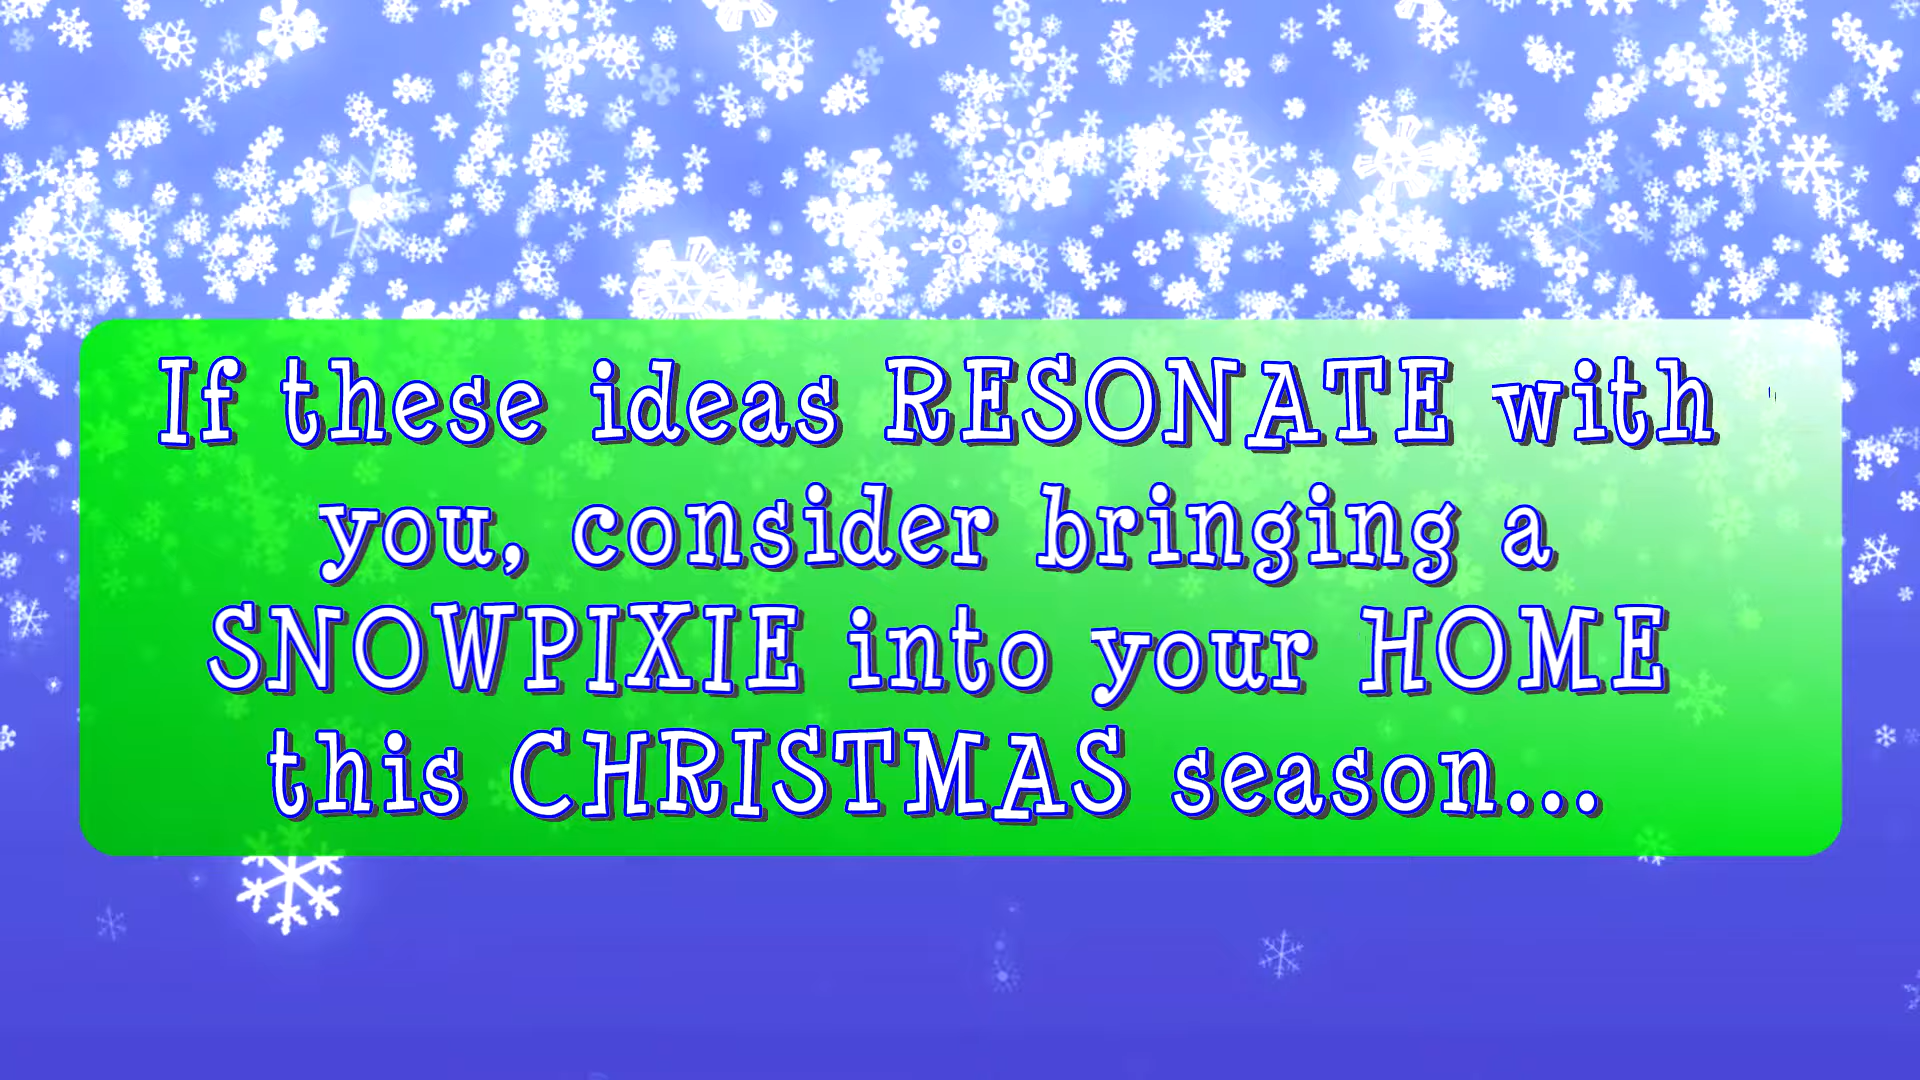 If these ideas RESONATE with
you, consider bringing a
SNOWPIXIE into your HOME
this CHRISTMAS season...